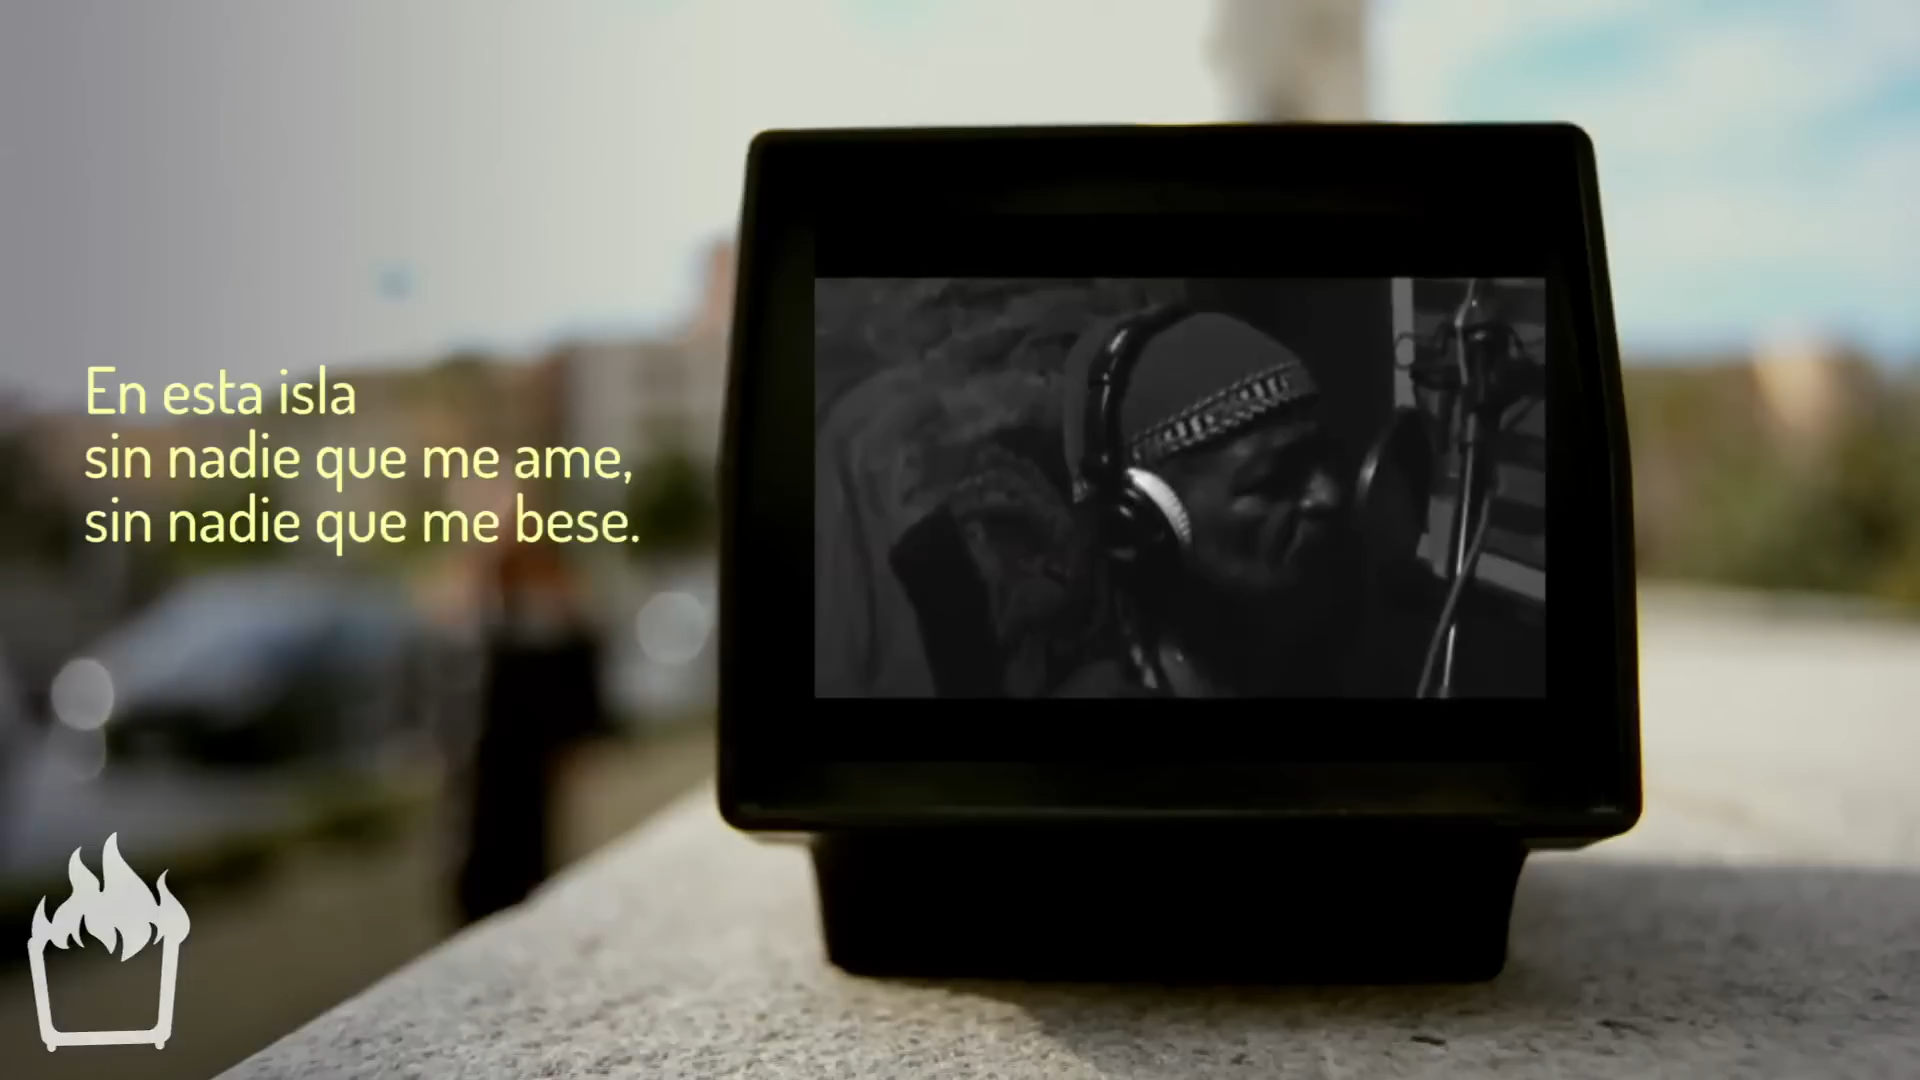 En esta isla
sin nadie que me ame,
sin nadie que me bese.